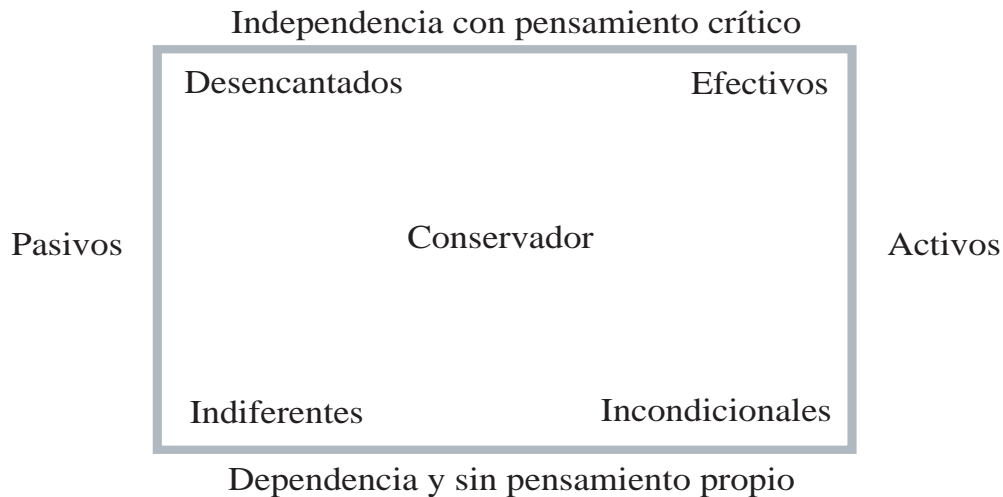 Independencia con pensamiento crítico
Desencantados
Efectivos
Pasivos
Conservador
Activos
Indiferentes
Incondicionales
Dependencia y sin pensamiento propio